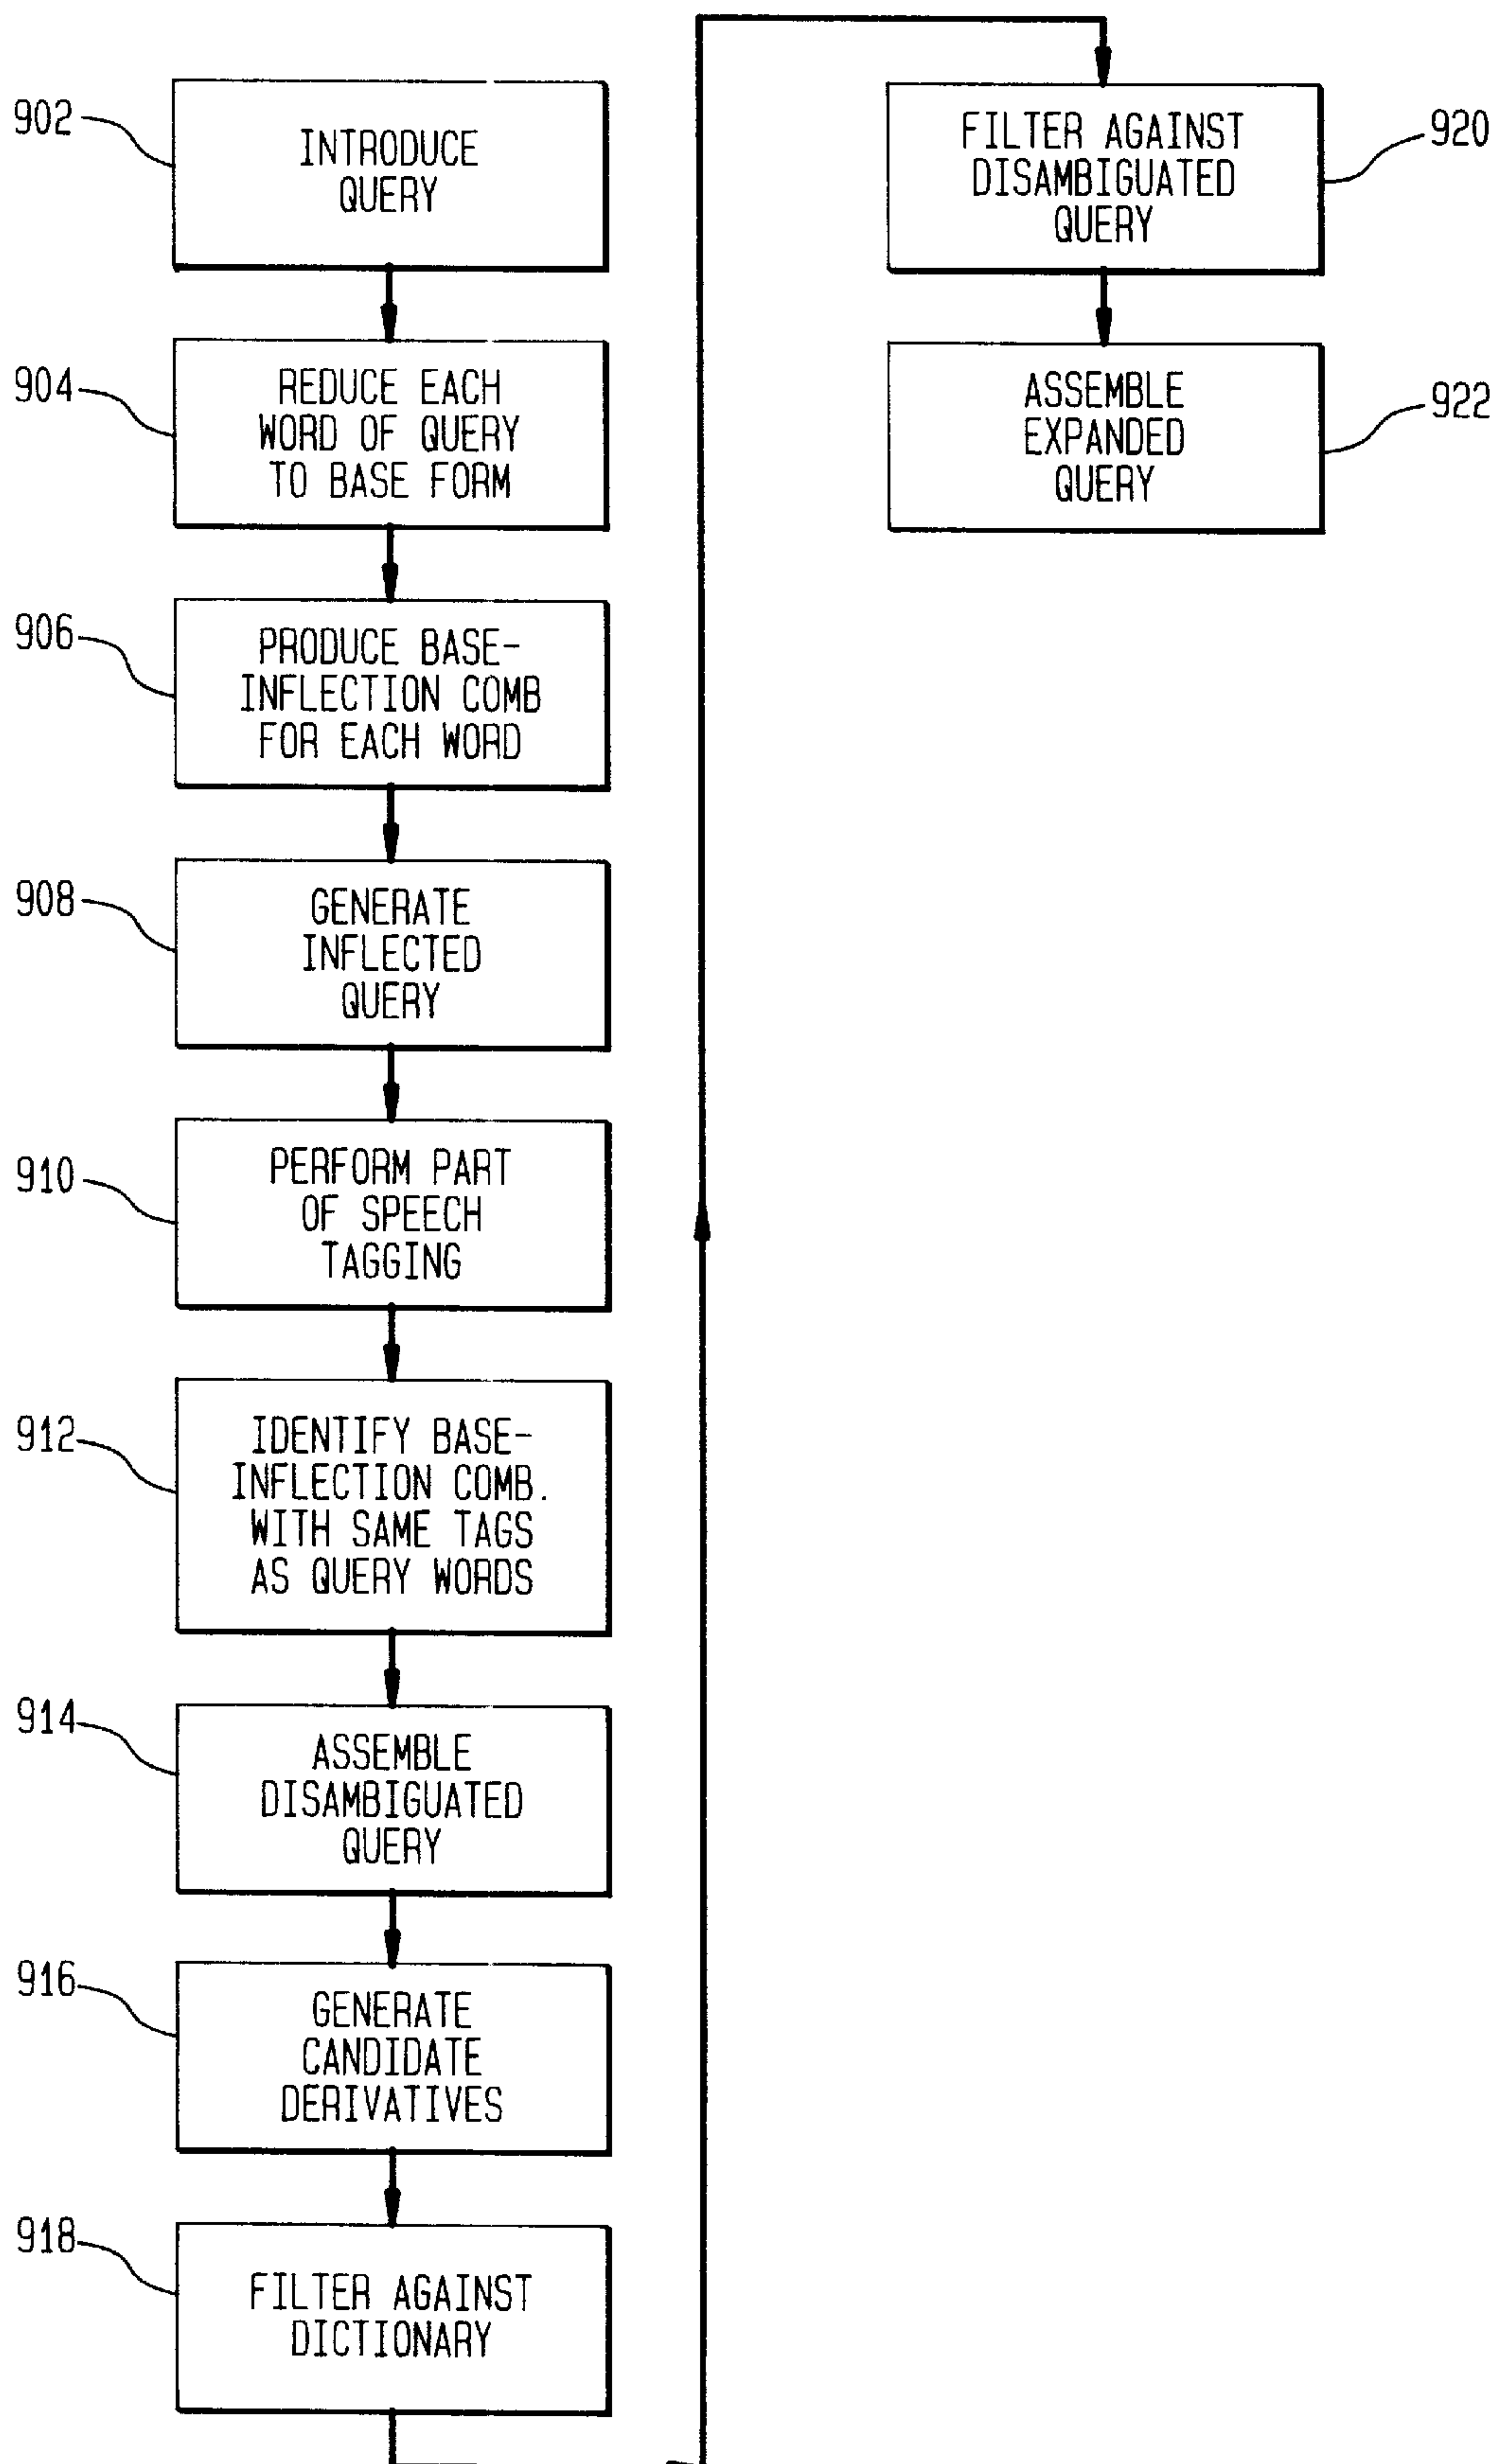 902
INTRODUCE
QUERY
904
REDUCE EACH
WORD OF QUERY
TO BASE FORM
906
PRODUCE BASE-
INFLECTION COMB
FOR EACH WORD
908
GENERATE
INFLECTED
QUERY
910
PERFORM PART
OF SPEECH
TAGGING
912
IDENTIFY BASE-
INFLECTION COMB.
WITH SAME TAGS
AS QUERY WORDS
914
ASSEMBLE
DISAMBIGUATED
QUERY
916
GENERATE
CANDIDATE
DERIVATIVES
918
FILTER AGAINST
DICTIONARY
920
FILTER AGAINST
DISAMBIGUATED
QUERY
922
ASSEMBLE
EXPANDED
QUERY